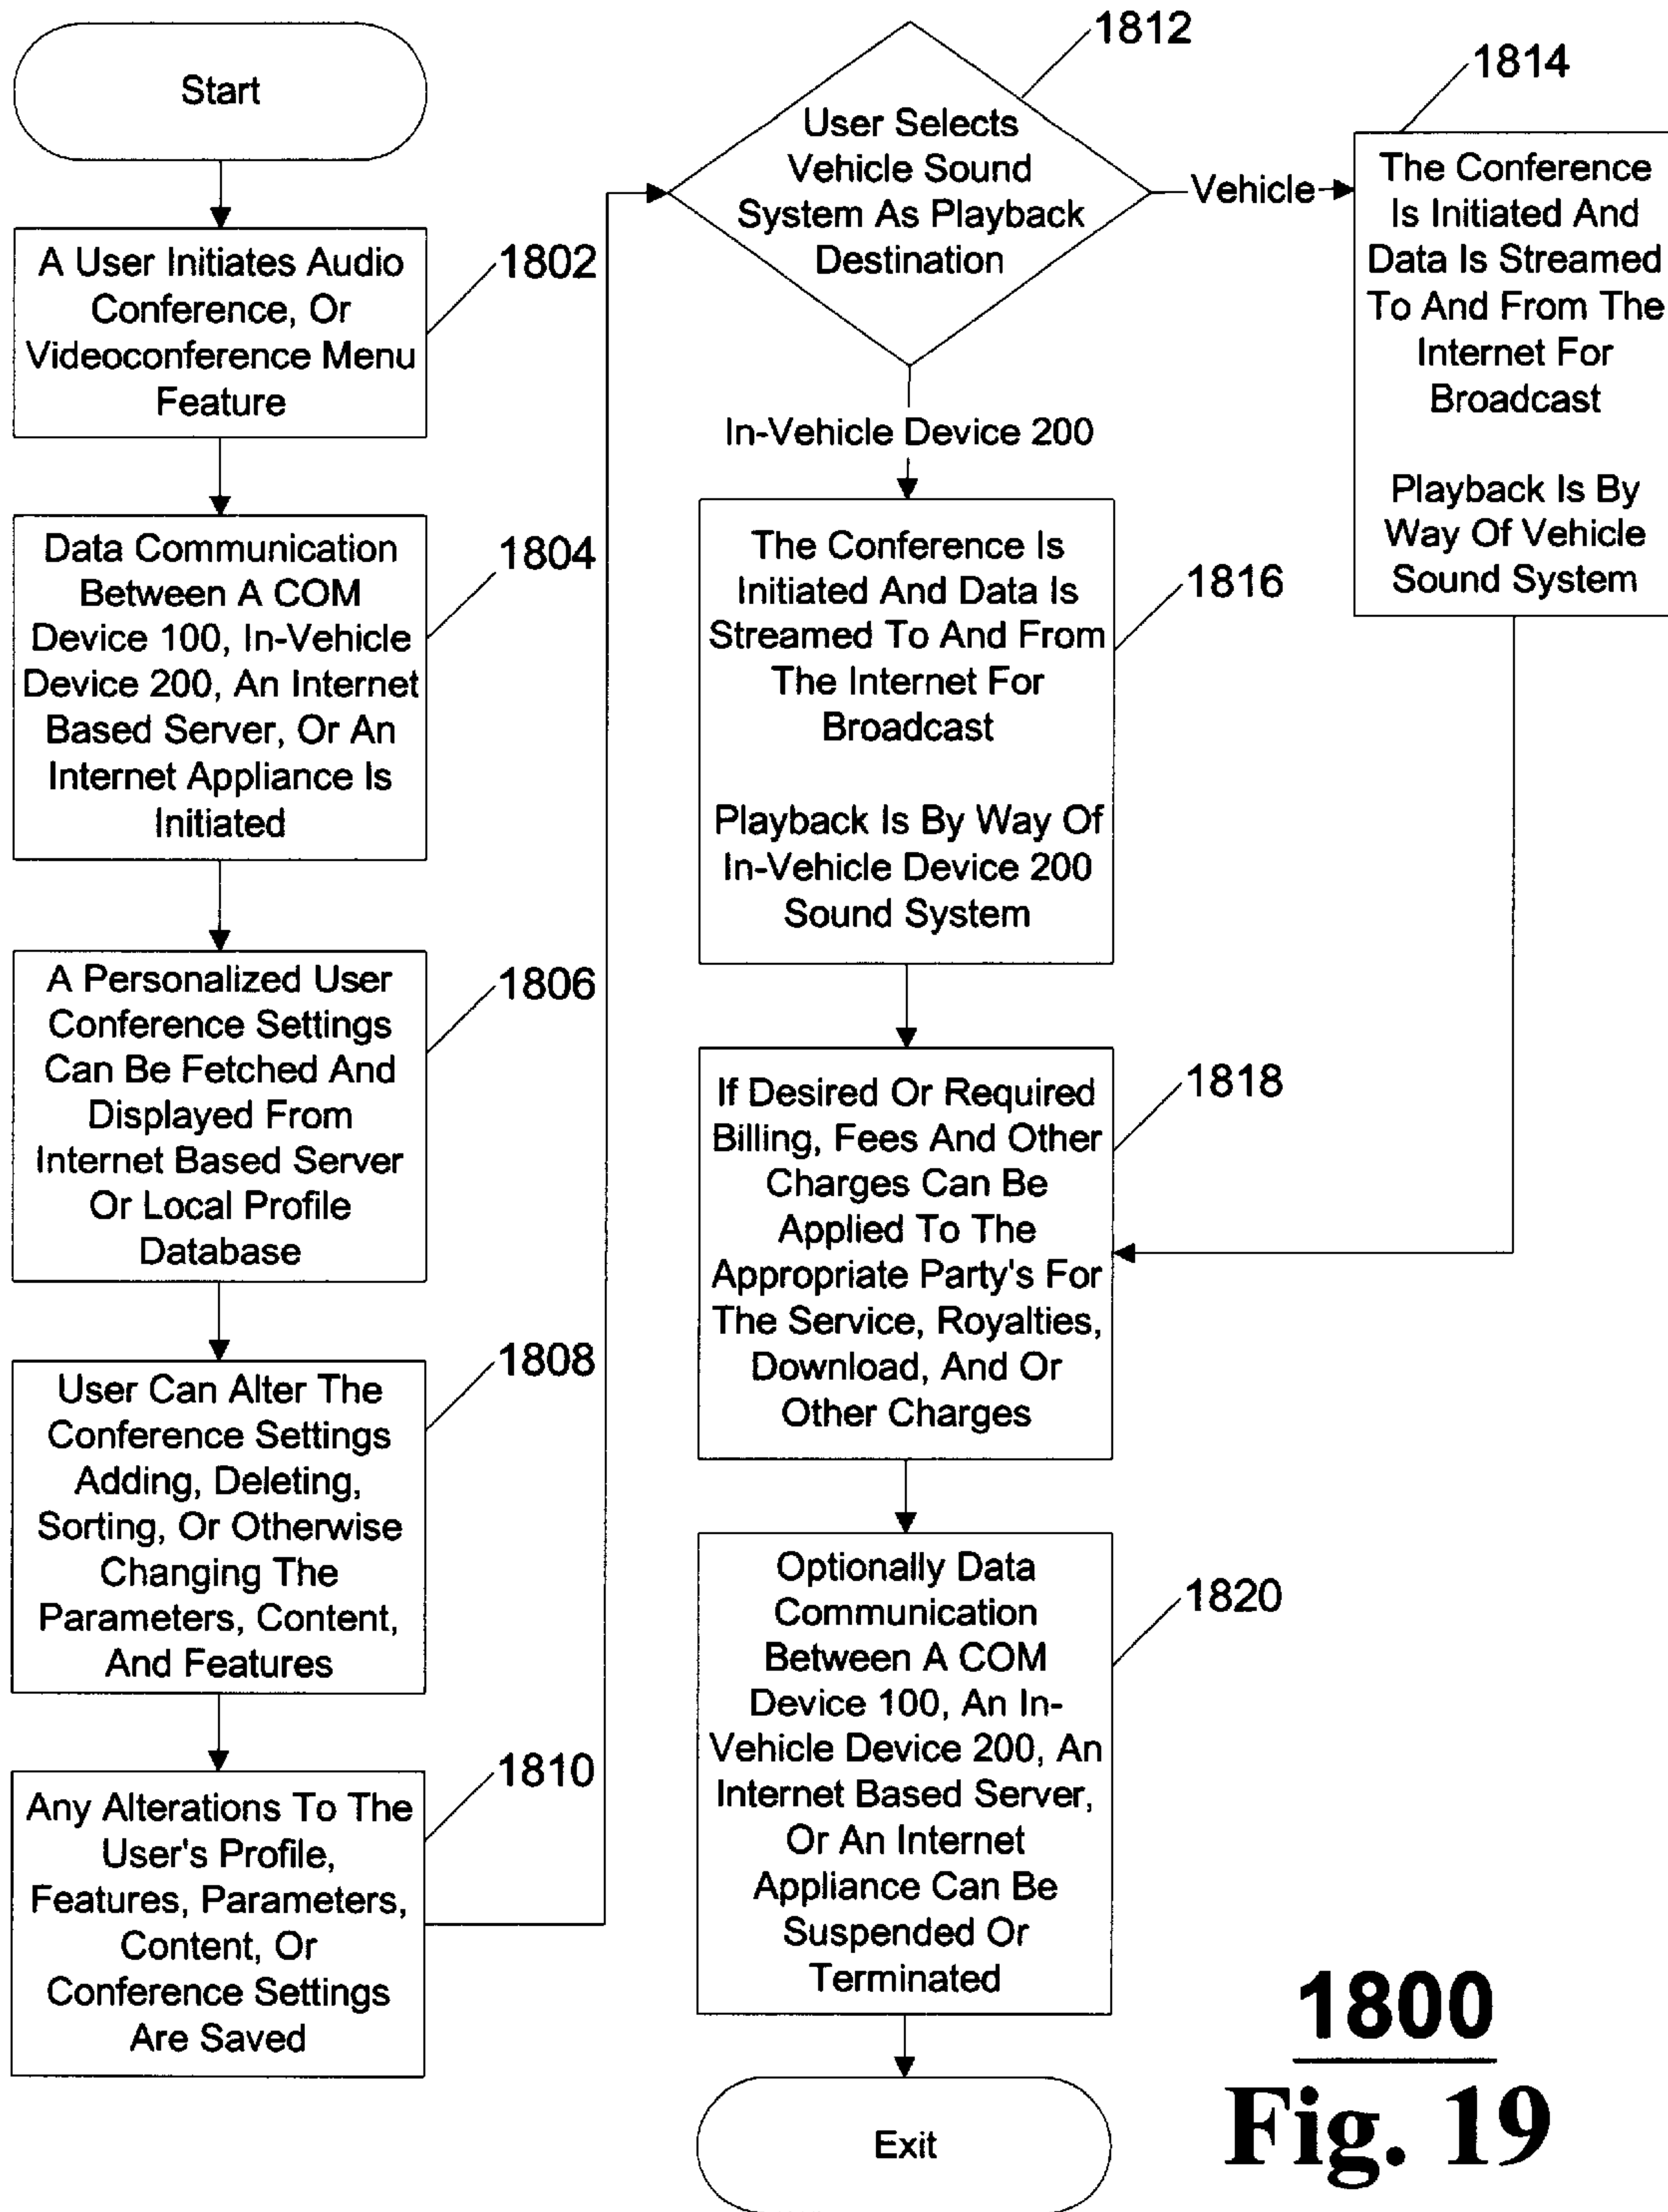 Start
A User Initiates Audio
Conference, Or
Videoconference Menu
Feature
1802
Data Communication
Between A COM
Device 100, In-Vehicle
Device 200, An Internet
Based Server, Or An
Internet Appliance Is
Initiated
1804
A Personalized User
Conference Settings
Can Be Fetched And
Displayed From
Internet Based Server
Or Local Profile
Database
1806
User Can Alter The
Conference Settings
Adding, Deleting,
Sorting, Or Otherwise
Changing The
Parameters, Content,
And Features
1808
Any Alterations To The
User's Profile,
Features, Parameters,
Content, Or
Conference Settings
Are Saved
1810
User Selects
Vehicle Sound
System As Playback
Destination
1812
Vehicle
The Conference
Is Initiated And
Data Is Streamed
To And From The
Internet For
Broadcast
Playback Is By
Way Of Vehicle
Sound System
1814
In-Vehicle Device 200
The Conference Is
Initiated And Data Is
Streamed To And From
The Internet For
Broadcast
Playback Is By Way Of
In-Vehicle Device 200
Sound System
1816
If Desired Or Required
Billing, Fees And Other
Charges Can Be
Applied To The
Appropriate Party's For
The Service, Royalties,
Download, And Or
Other Charges
1818
Optionally Data
Communication
Between A COM
Device 100, An In-
Vehicle Device 200, An
Internet Based Server,
Or An Internet
Appliance Can Be
Suspended Or
Terminated
1820
Exit
1800
Fig. 19